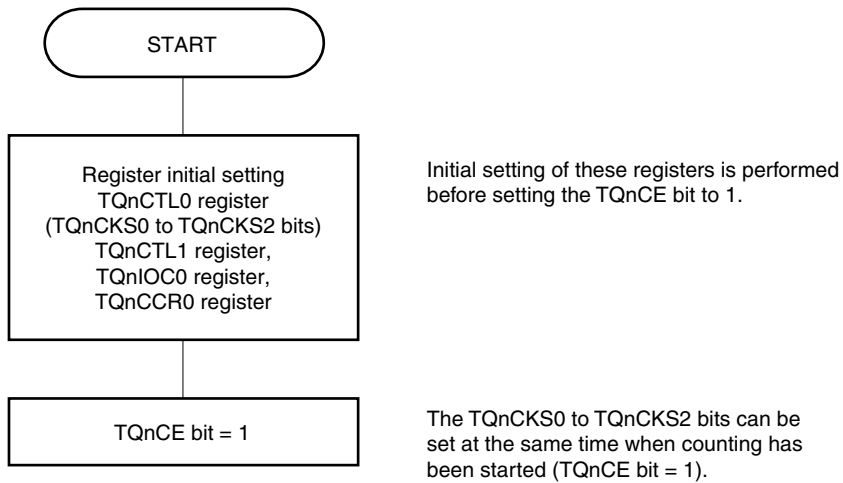 START
Register initial setting
TQnCTL0 register
(TQnCKS0 to TQnCKS2 bits)
TQnCTL1 register,
TQnIOC0 register,
TQnCCR0 register
Initial setting of these registers is performed
before setting the TQnCE bit to 1.
TQnCE bit = 1
The TQnCKS0 to TQnCKS2 bits can be
set at the same time when counting has
been started (TQnCE bit = 1).